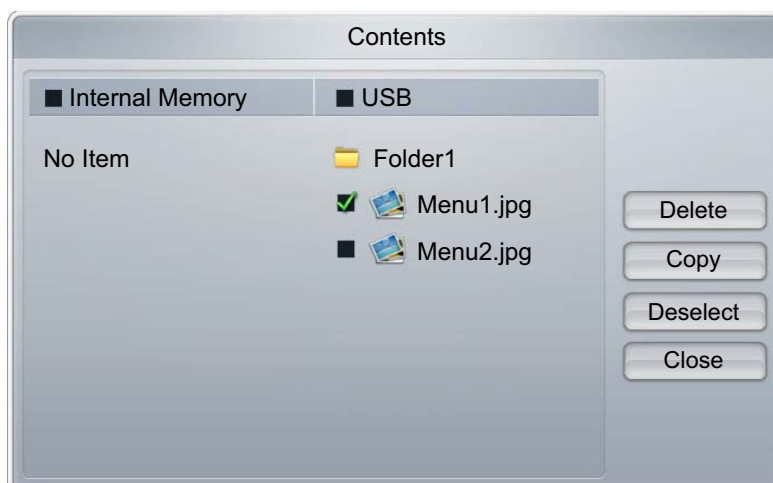 Contents
Internal Memory
USB
No Item
Folder1
Menu1.jpg
Menu2.jpg
Delete
Copy
Deselect
Close